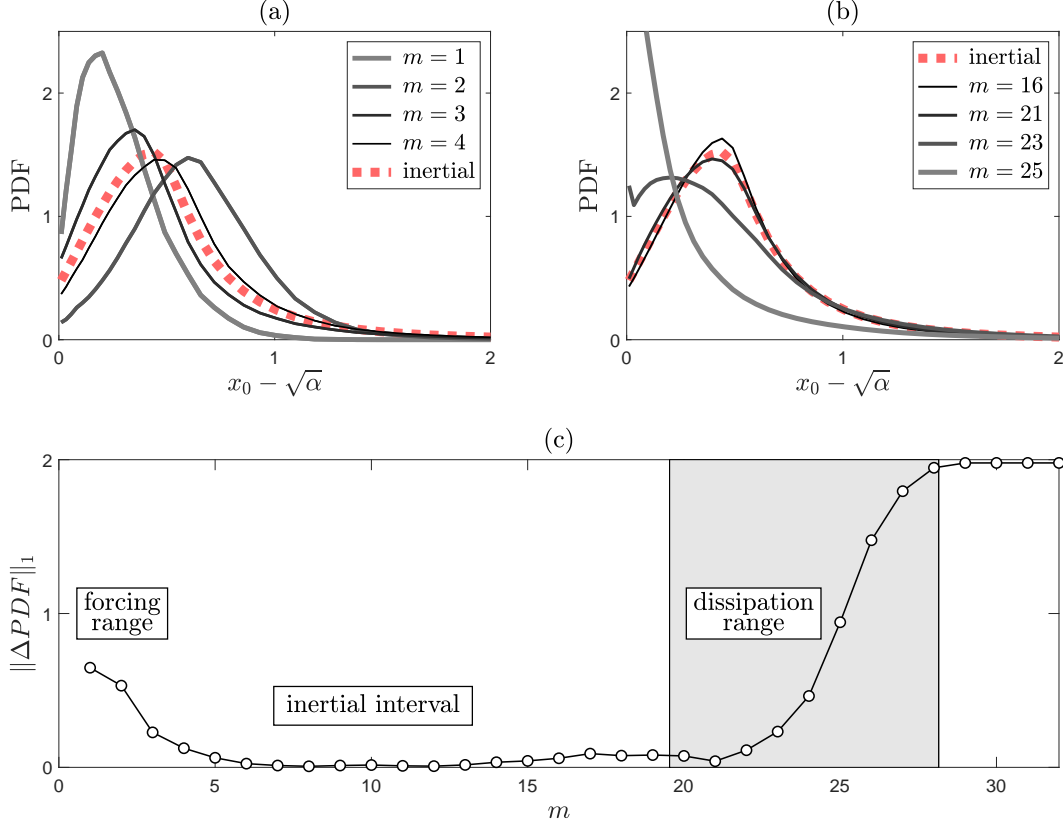 (a)
PDF
2
1
0
0
1
2
x₀ − √α
m = 1
m = 2
m = 3
m = 4
inertial
(b)
PDF
2
1
0
0
1
2
x₀ − √α
inertial
m = 16
m = 21
m = 23
m = 25
(c)
||ΔPDF||₁
2
1
0
forcing
range
inertial interval
dissipation
range
0
5
10
15
20
25
30
m